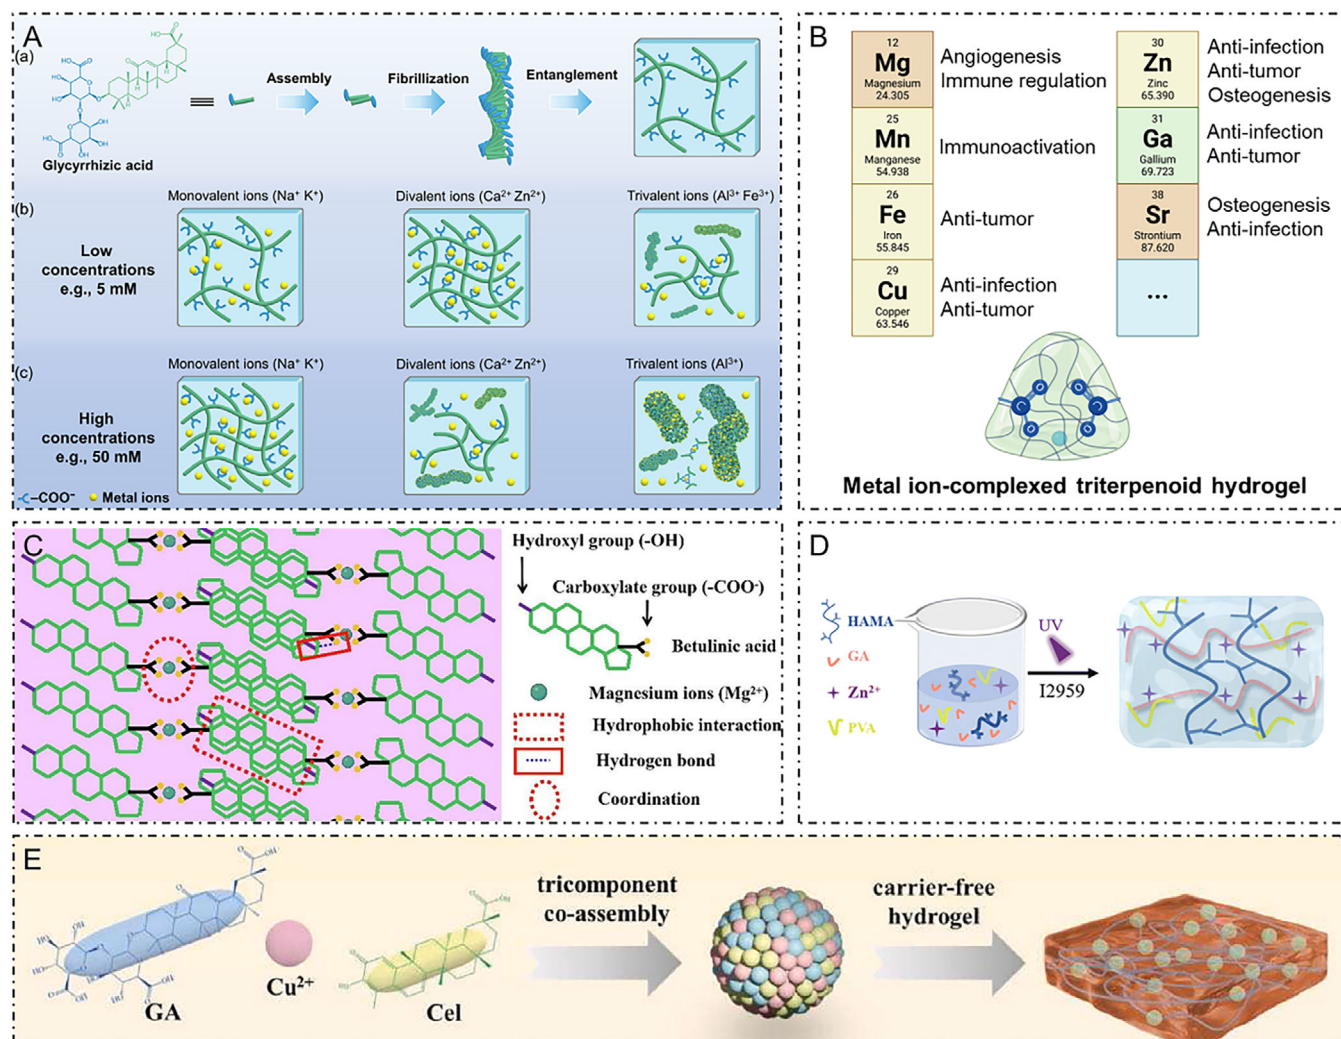 A
(a)
Glycyrrhizic acid
Assembly
Fibrillization
Entanglement
(b)
Low
concentrations
e.g., 5 mM
Monovalent ions (Na⁺ K⁺)
Divalent ions (Ca²⁺ Zn²⁺)
Trivalent ions (Al³⁺ Fe³⁺)
(c)
High
concentrations
e.g., 50 mM
Monovalent ions (Na⁺ K⁺)
Divalent ions (Ca²⁺ Zn²⁺)
Trivalent ions (Al³⁺)
–COO⁻
Metal ions
B
12
Mg
Magnesium
24.305
Angiogenesis
Immune regulation
25
Mn
Manganese
54.938
Immunoactivation
26
Fe
Iron
55.845
Anti-tumor
29
Cu
Copper
63.546
Anti-infection
Anti-tumor
30
Zn
Zinc
65.390
Anti-infection
Anti-tumor
Osteogenesis
31
Ga
Gallium
69.723
Anti-infection
Anti-tumor
38
Sr
Strontium
87.620
Osteogenesis
Anti-infection
...
Metal ion-complexed triterpenoid hydrogel
C
Hydroxyl group (-OH)
Carboxylate group (-COO⁻)
Betulinic acid
Magnesium ions (Mg²⁺)
Hydrophobic interaction
Hydrogen bond
Coordination
D
HAMA
GA
Zn²⁺
PVA
UV
I2959
E
GA
Cu²⁺
Cel
tricomponent
co-assembly
carrier-free
hydrogel